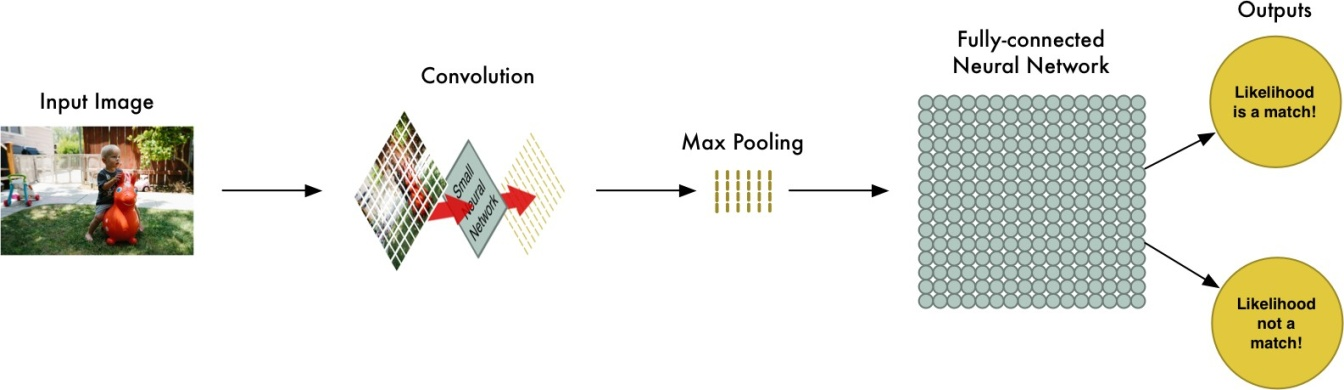 Input Image
Convolution
Small
Neural
Network
Max Pooling
Fully-connected
Neural Network
Outputs
Likelihood
is a match!
Likelihood
not a
match!